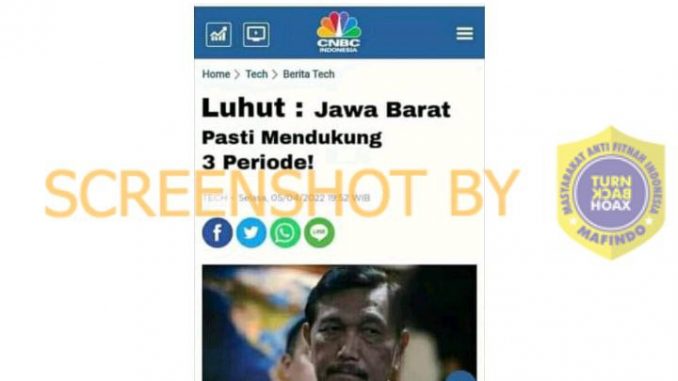 CNBC
INDONESIA
Home > Tech > Berita Tech
Luhut : Jawa Barat
Pasti Mendukung
3 Periode!
SCREENSHOT BY
TECH - Selasa, 05/04/2022 19:52 WIB
LINE
MASYARAKAT ANTI FITNAH INDONESIA
TURN
BACK
HOAX
MAFINDO